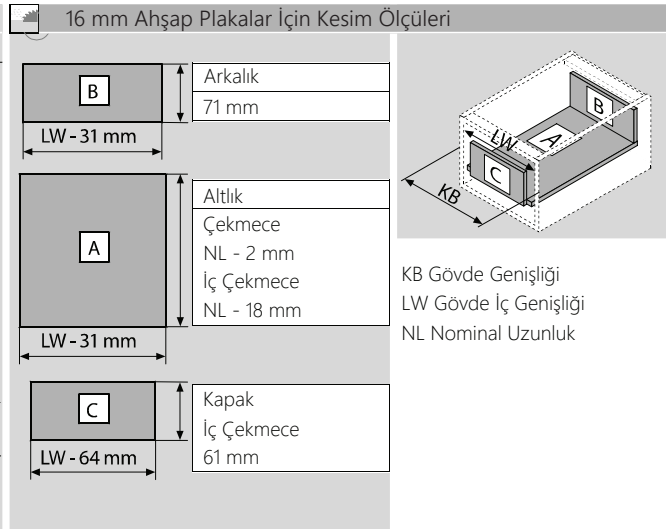 16 mm Ahşap Plakalar İçin Kesim Ölçüleri
B
LW - 31 mm
Arkalık
71 mm
A
LW - 31 mm
Altlık
Çekmece
NL - 2 mm
İç Çekmece
NL - 18 mm
C
LW - 64 mm
Kapak
İç Çekmece
61 mm
B
A
LW
C
KB
KB Gövde Genişliği
LW Gövde İç Genişliği
NL Nominal Uzunluk